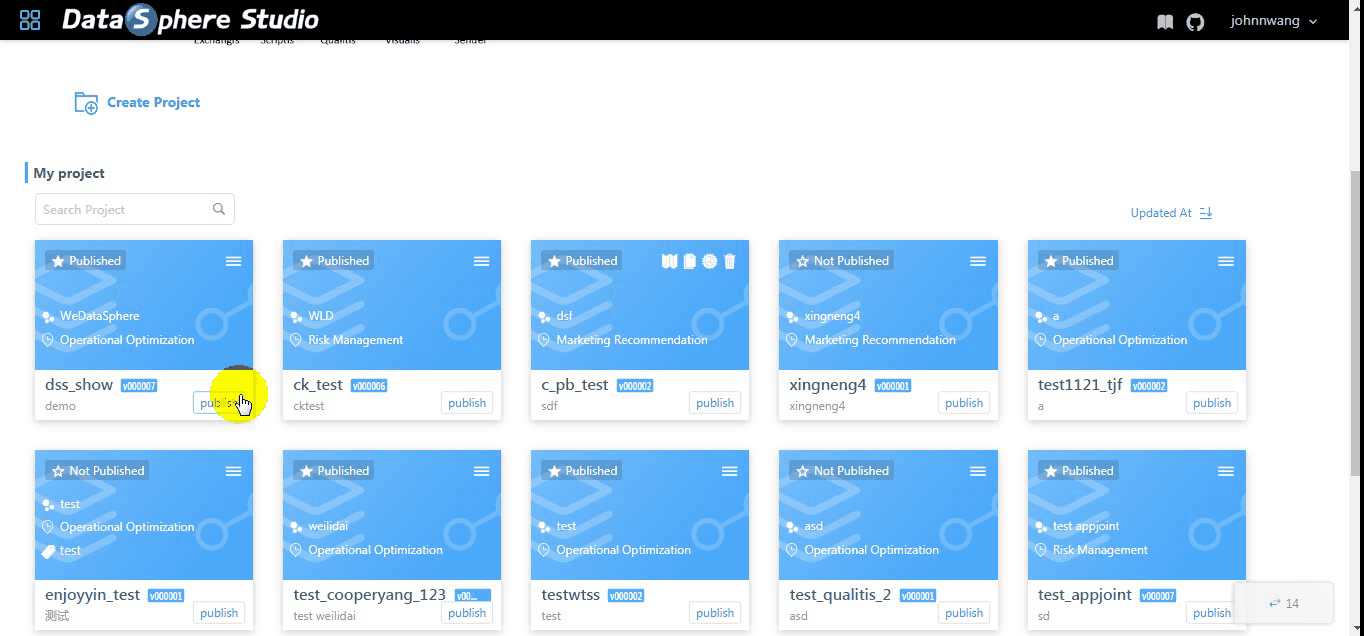 DataSphere Studio
johnnwang
Exchangis Scriptis Qualitis Visualis Sender
Create Project
My project
Search Project
Updated At
Published
WeDataSphere
Operational Optimization
dss_show v000007
demo
publish
Published
WLD
Risk Management
ck_test v000006
cktest
publish
Published
dsf
Marketing Recommendation
c_pb_test v000002
sdf
publish
Not Published
xingneng4
Marketing Recommendation
xingneng4 v000001
xingneng4
publish
Published
a
Operational Optimization
test1121_tjf v000002
a
publish
Not Published
test
Operational Optimization
test
enjoyyin_test v000001
测试
publish
Published
weilidai
Operational Optimization
test_cooperyang_123 v00...
test weilidai
publish
Published
test
Operational Optimization
testwtss v000002
test
publish
Not Published
asd
Operational Optimization
test_qualitis_2 v000001
asd
publish
Published
test appjoint
Risk Management
test_appjoint v000007
sd
publish
14